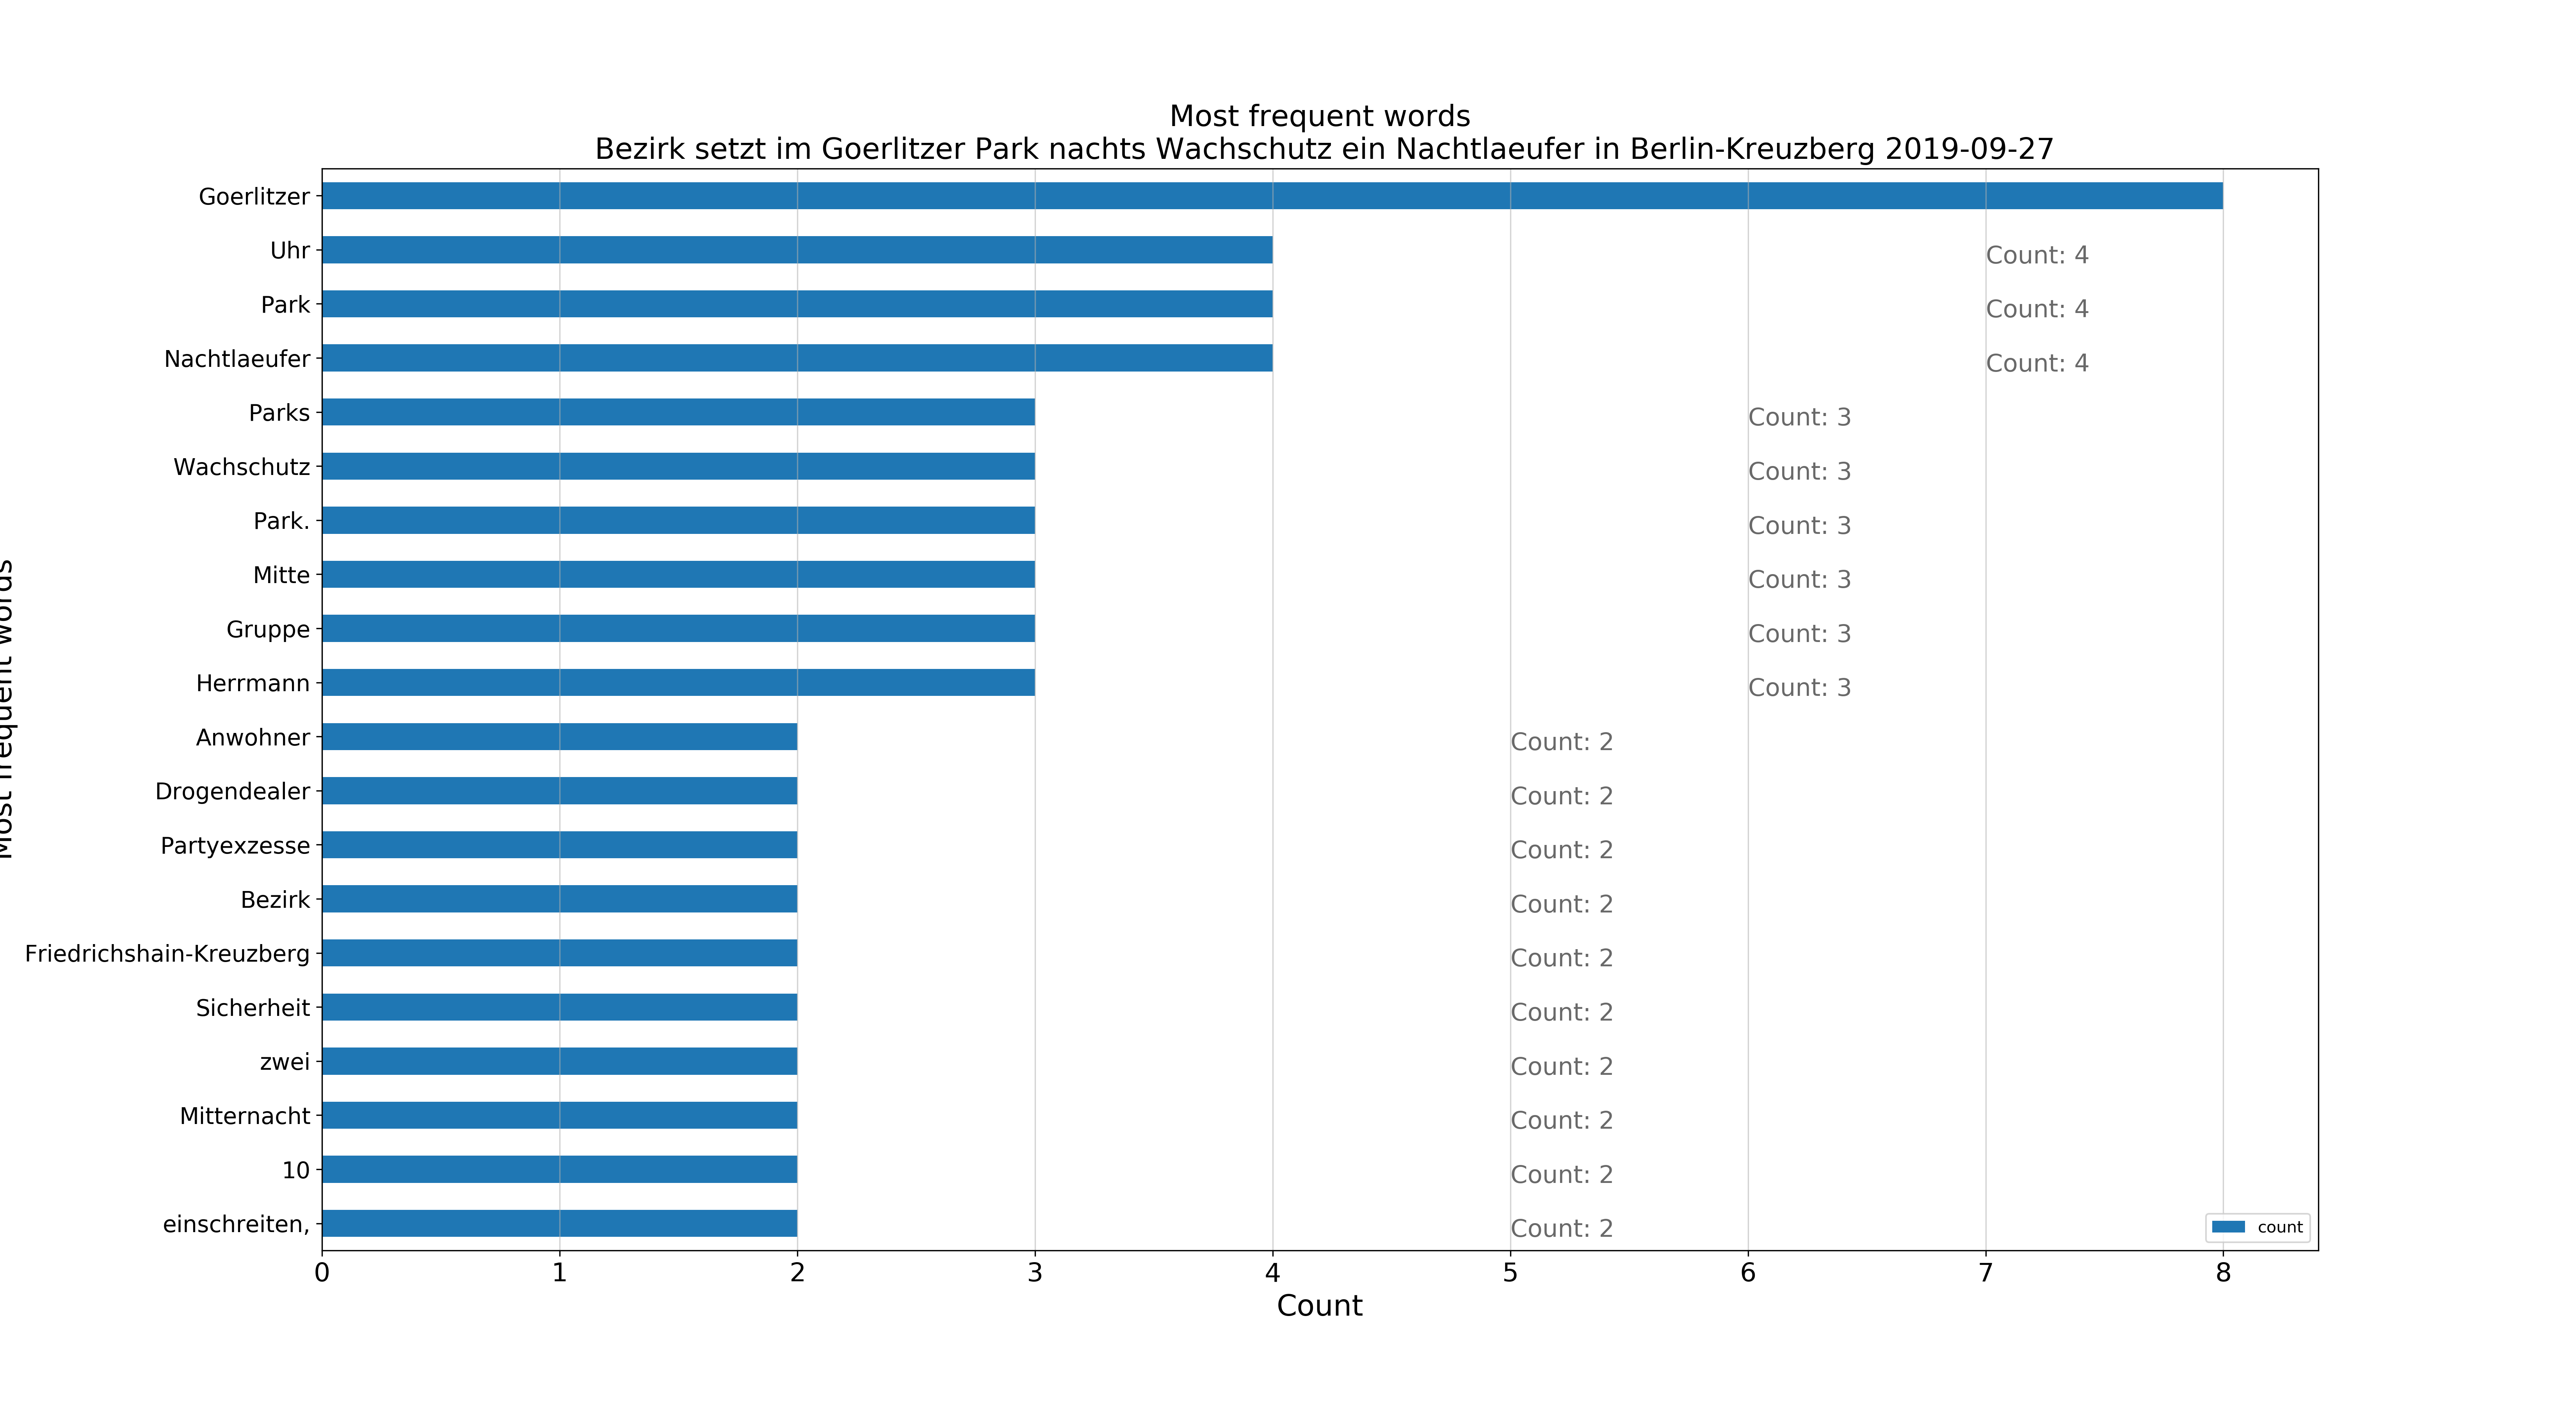 Most frequent words
Bezirk setzt im Goerlitzer Park nachts Wachschutz ein Nachtlaeufer in Berlin-Kreuzberg 2019-09-27
Most frequent words
Goerlitzer
Uhr Count: 4
Park Count: 4
Nachtlaeufer Count: 4
Parks Count: 3
Wachschutz Count: 3
Park. Count: 3
Mitte Count: 3
Gruppe Count: 3
Herrmann Count: 3
Anwohner Count: 2
Drogendealer Count: 2
Partyexzesse Count: 2
Bezirk Count: 2
Friedrichshain-Kreuzberg Count: 2
Sicherheit Count: 2
zwei Count: 2
Mitternacht Count: 2
10 Count: 2
einschreiten, Count: 2
count
0 1 2 3 4 5 6 7 8
Count